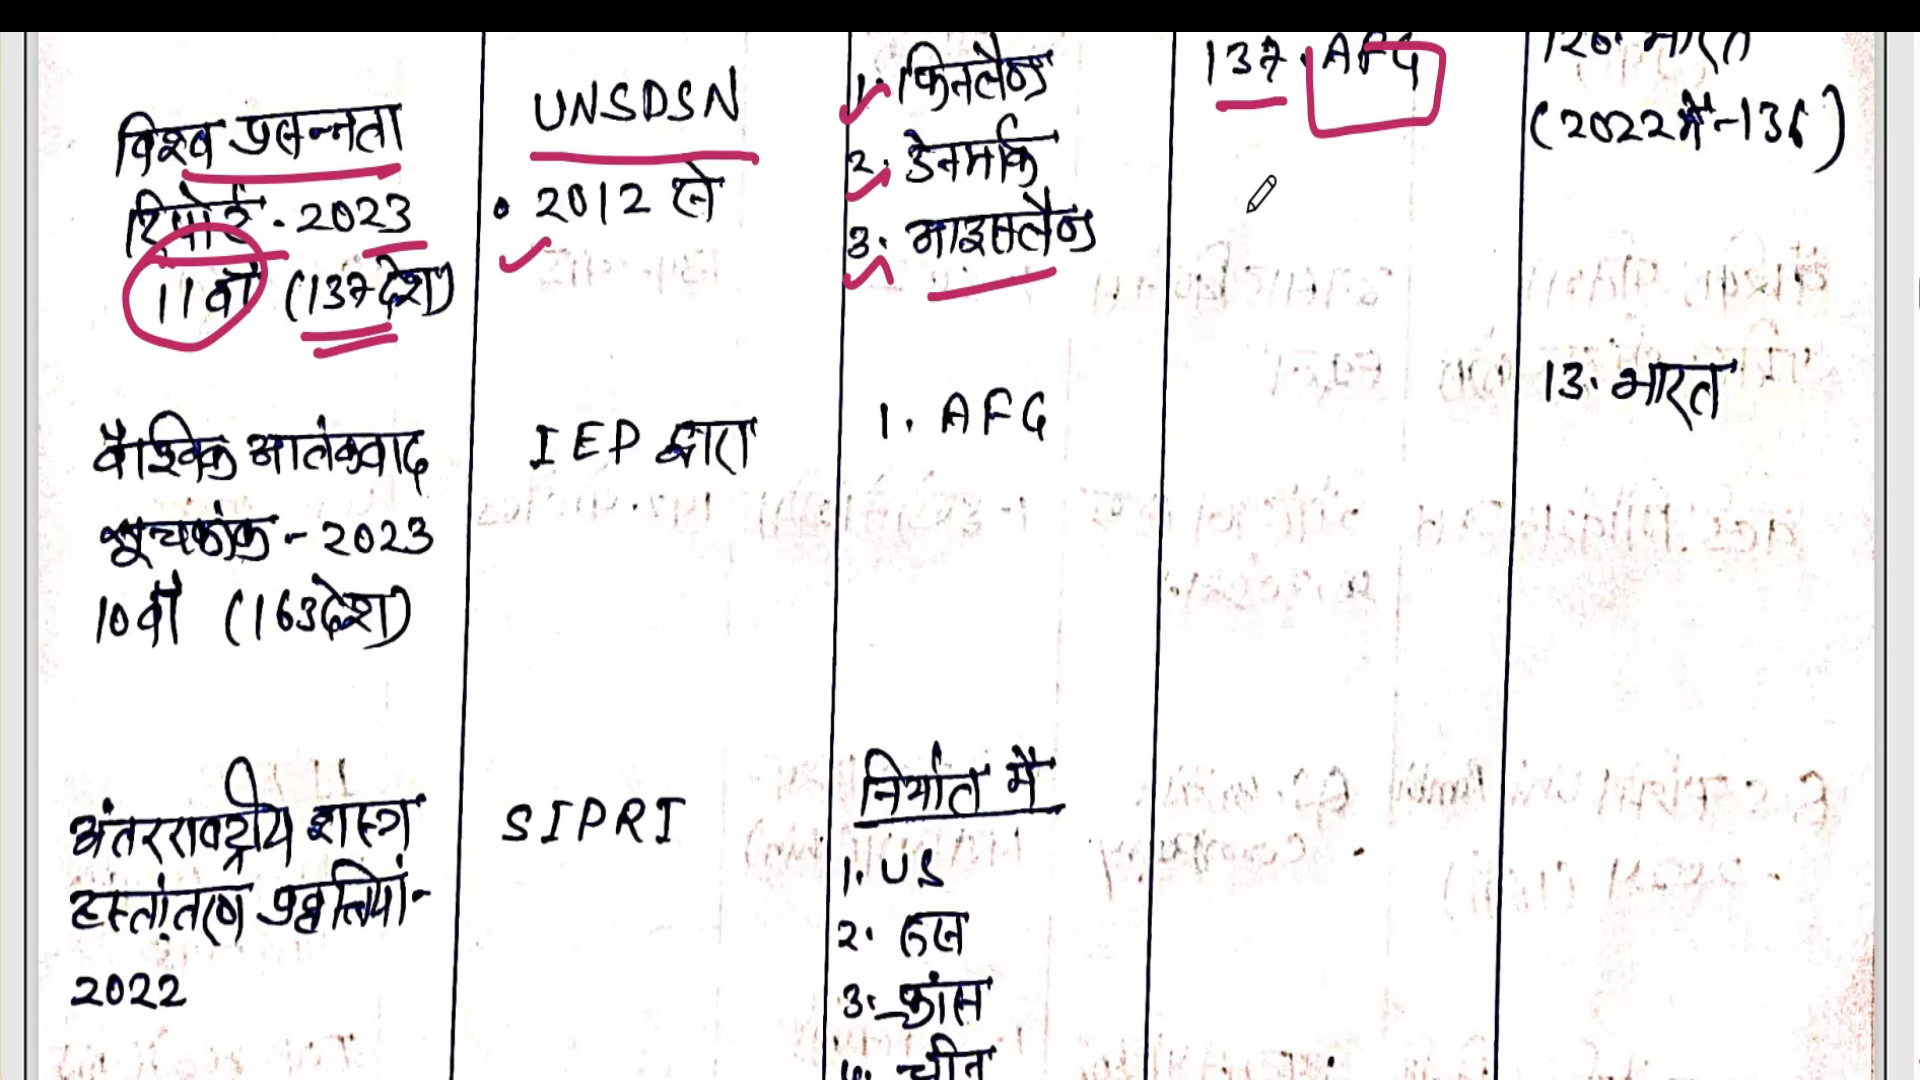 विश्व प्रसन्नता
रिपोर्ट - 2023
11वाँ (137 देश)
UNSDSN
• 2012 से
1. फिनलैण्ड
2. डेनमार्क
3. आइसलैण्ड
137. AFG
126. भारत
(2022 में - 136)
वैश्विक आतंकवाद
सूचकांक - 2023
10वाँ (163 देश)
IEP द्वारा
1. AFG
13. भारत
अंतरराष्ट्रीय शस्त्र
हस्तांतरण प्रवृत्तियां -
2022
SIPRI
निर्यात में
1. US
2. रूस
3. फ्रांस
4. चीन